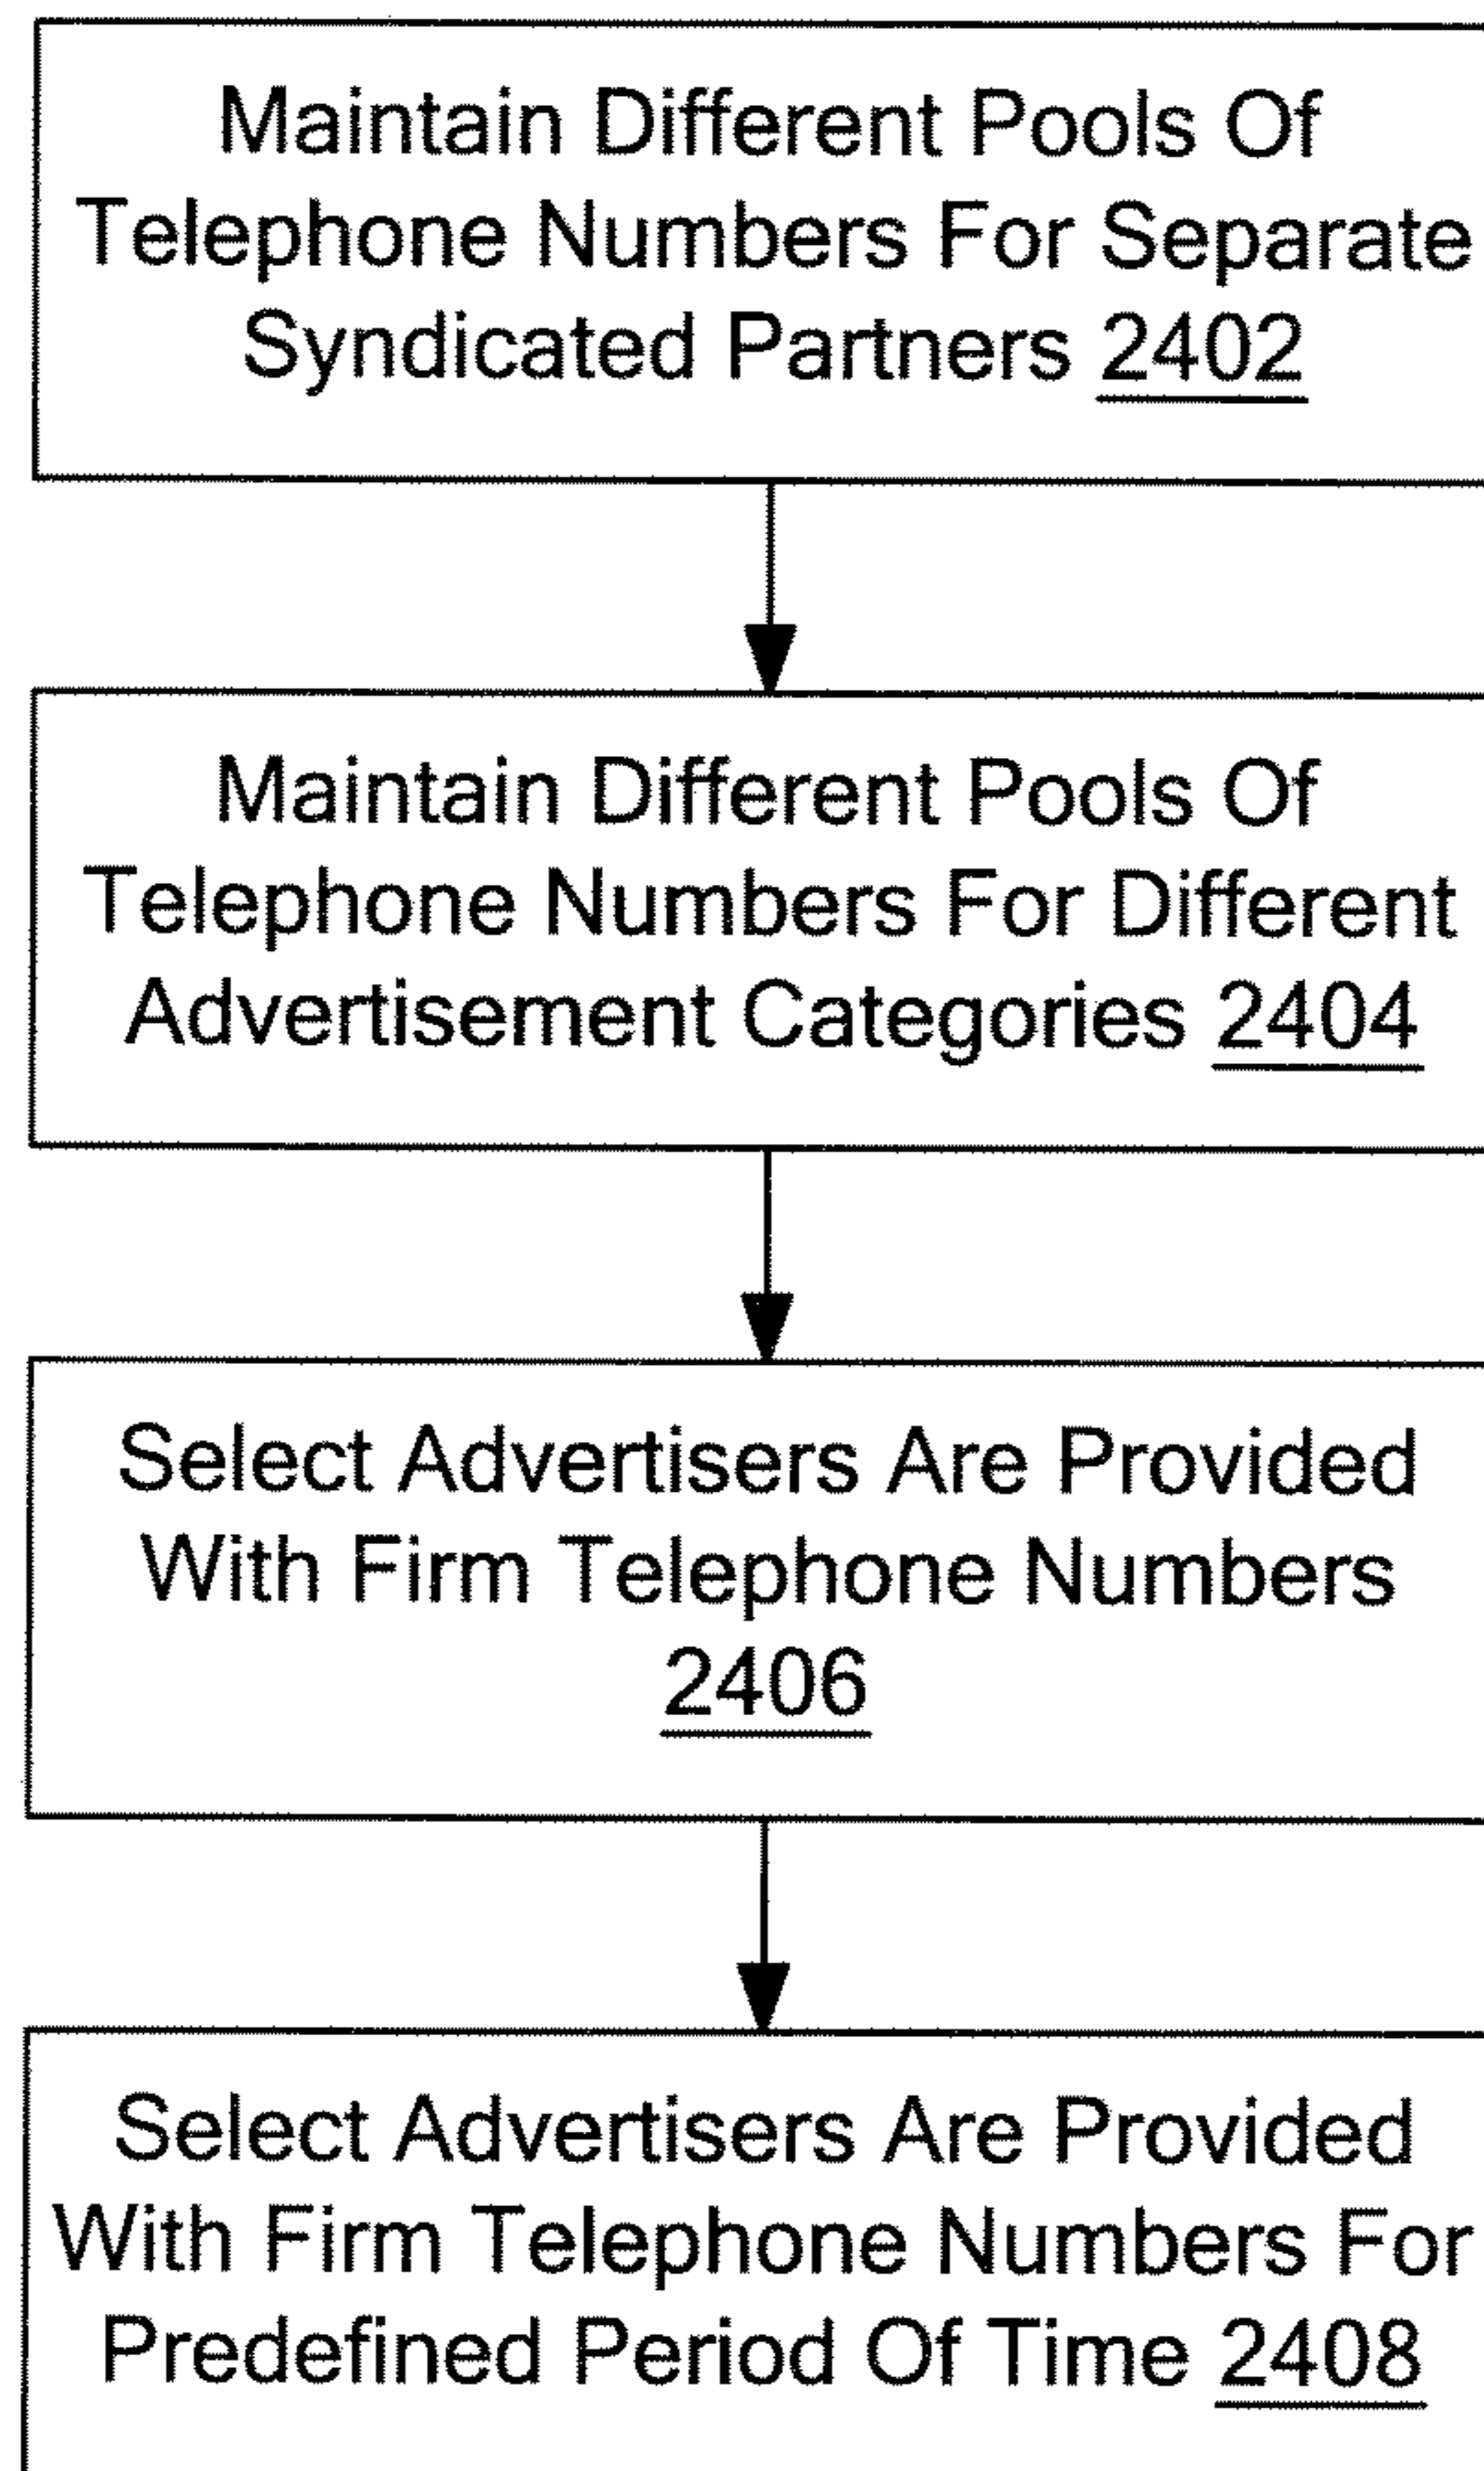 Maintain Different Pools Of
Telephone Numbers For Separate
Syndicated Partners 2402
Maintain Different Pools Of
Telephone Numbers For Different
Advertisement Categories 2404
Select Advertisers Are Provided
With Firm Telephone Numbers
2406
Select Advertisers Are Provided
With Firm Telephone Numbers For
Predefined Period Of Time 2408